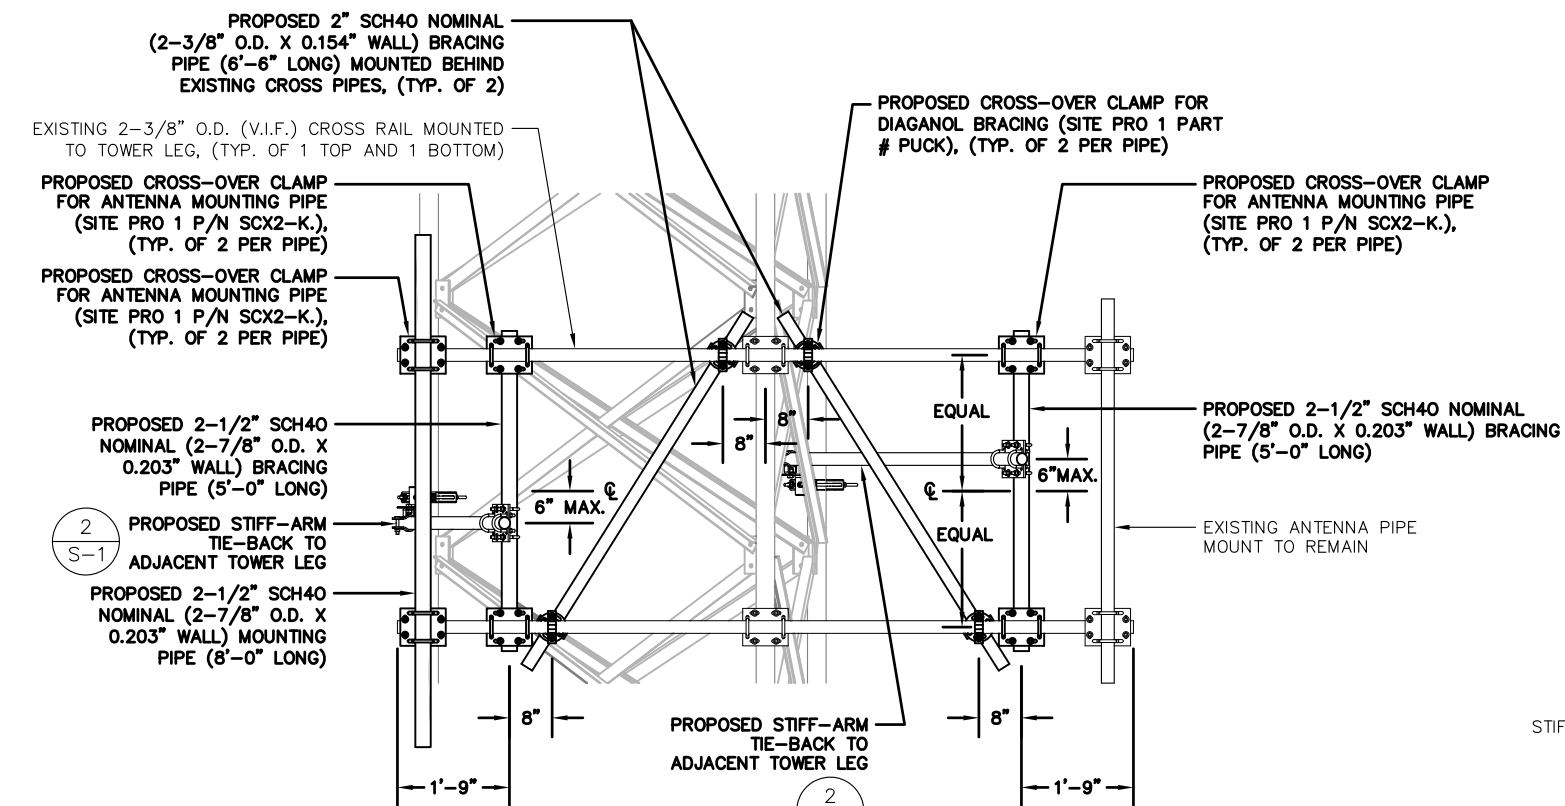 PROPOSED 2" SCH40 NOMINAL
(2-3/8" O.D. X 0.154" WALL) BRACING
PIPE (6'-6" LONG) MOUNTED BEHIND
EXISTING CROSS PIPES, (TYP. OF 2)
EXISTING 2-3/8" O.D. (V.I.F.) CROSS RAIL MOUNTED
TO TOWER LEG, (TYP. OF 1 TOP AND 1 BOTTOM)
PROPOSED CROSS-OVER CLAMP
FOR ANTENNA MOUNTING PIPE
(SITE PRO 1 P/N SCX2-K.),
(TYP. OF 2 PER PIPE)
PROPOSED CROSS-OVER CLAMP
FOR ANTENNA MOUNTING PIPE
(SITE PRO 1 P/N SCX2-K.),
(TYP. OF 2 PER PIPE)
PROPOSED 2-1/2" SCH40
NOMINAL (2-7/8" O.D. X
0.203" WALL) BRACING
PIPE (5'-0" LONG)
2
S-1
PROPOSED STIFF-ARM
TIE-BACK TO
ADJACENT TOWER LEG
PROPOSED 2-1/2" SCH40
NOMINAL (2-7/8" O.D. X
0.203" WALL) MOUNTING
PIPE (8'-0" LONG)
PROPOSED CROSS-OVER CLAMP FOR
DIAGANOL BRACING (SITE PRO 1 PART
# PUCK), (TYP. OF 2 PER PIPE)
PROPOSED CROSS-OVER CLAMP
FOR ANTENNA MOUNTING PIPE
(SITE PRO 1 P/N SCX2-K.),
(TYP. OF 2 PER PIPE)
PROPOSED 2-1/2" SCH40 NOMINAL
(2-7/8" O.D. X 0.203" WALL) BRACING
PIPE (5'-0" LONG)
EXISTING ANTENNA PIPE
MOUNT TO REMAIN
8"
8"
EQUAL
6"MAX.
℄
6" MAX.
℄
EQUAL
8"
8"
PROPOSED STIFF-ARM
TIE-BACK TO
ADJACENT TOWER LEG
2
1'-9"
1'-9"
STIF